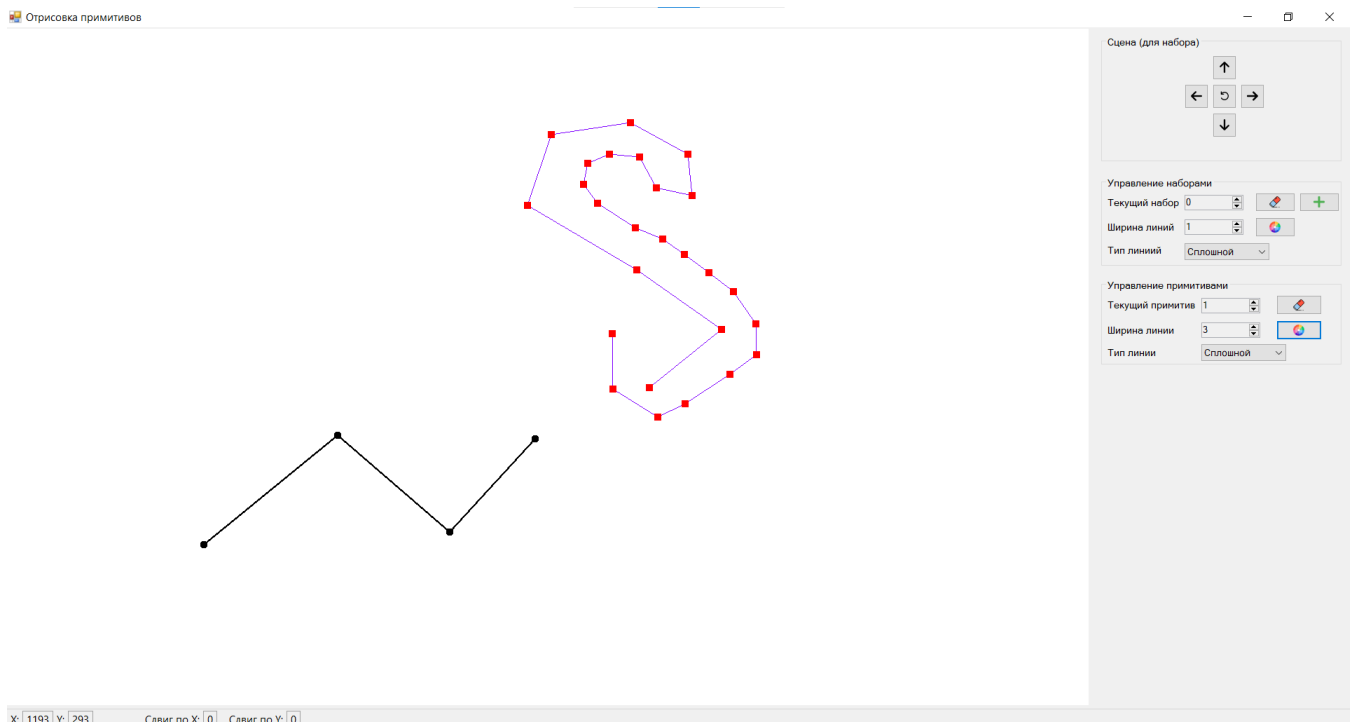 Отрисовка примитивов
Сцена (для набора)
Управление наборами
Текущий набор 0
Ширина линий 1
Тип линиий Сплошной
Управление примитивами
Текущий примитив 1
Ширина линии 3
Тип линии Сплошной
X: 1193 Y: 293 Сдвиг по X: 0 Сдвиг по Y: 0